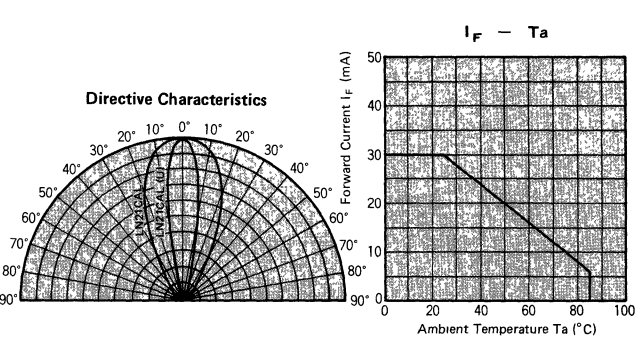 Directive Characteristics
0°
10° 10°
20° 20°
30° 30°
40° 40°
50° 50°
60° 60°
70° 70°
80° 80°
90° 90°
LN21CAL
LN21CAL(U)
IF — Ta
Forward Current IF (mA)
50
40
30
20
10
0
0 20 40 60 80 100
Ambient Temperature Ta (°C)